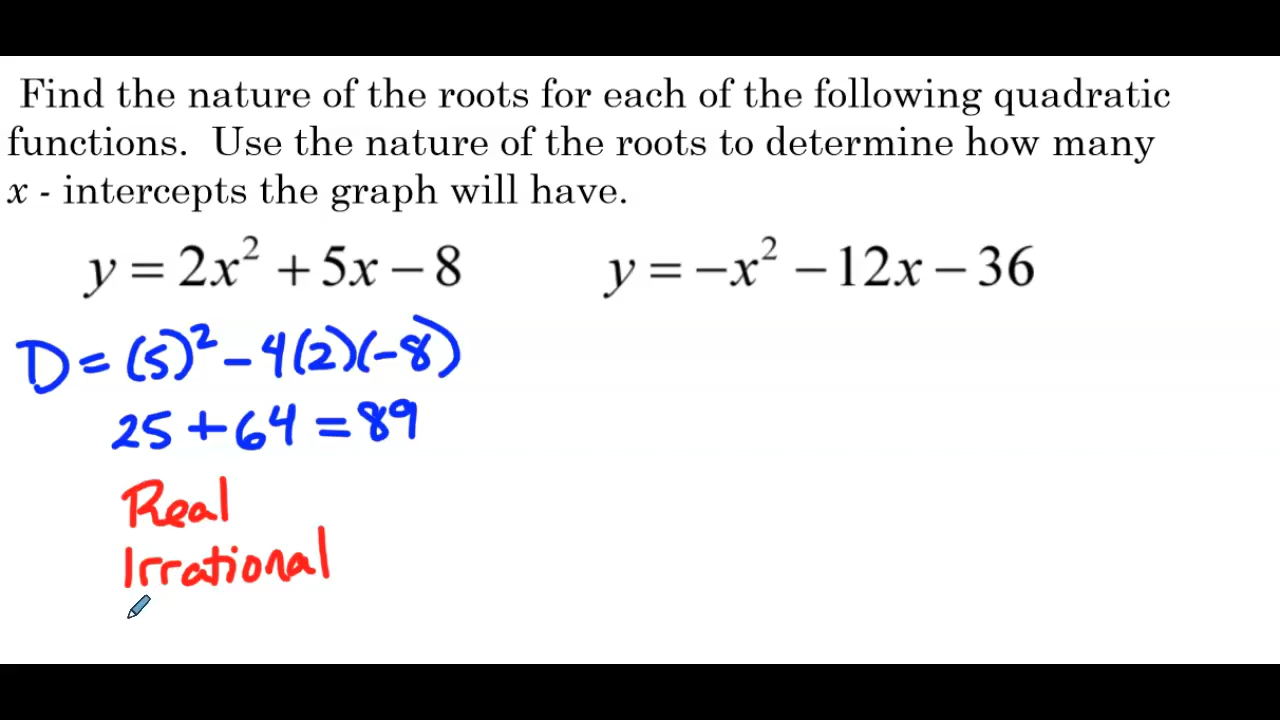 Find the nature of the roots for each of the following quadratic
functions. Use the nature of the roots to determine how many
x - intercepts the graph will have.
y = 2x² + 5x − 8
y = −x² − 12x − 36
D = (5)² − 4(2)(−8)
25 + 64 = 89
Real
Irrational